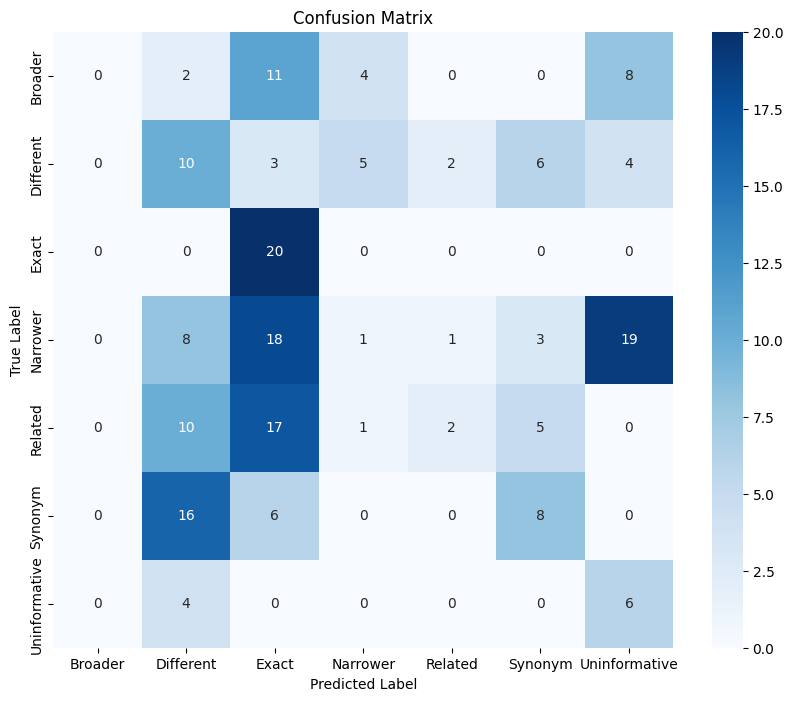 Confusion Matrix
True Label
Broader 0 2 11 4 0 0 8
Different 0 10 3 5 2 6 4
Exact 0 0 20 0 0 0 0
Narrower 0 8 18 1 1 3 19
Related 0 10 17 1 2 5 0
Synonym 0 16 6 0 0 8 0
Uninformative 0 4 0 0 0 0 6
Broader Different Exact Narrower Related Synonym Uninformative
Predicted Label
20.0
17.5
15.0
12.5
10.0
7.5
5.0
2.5
0.0